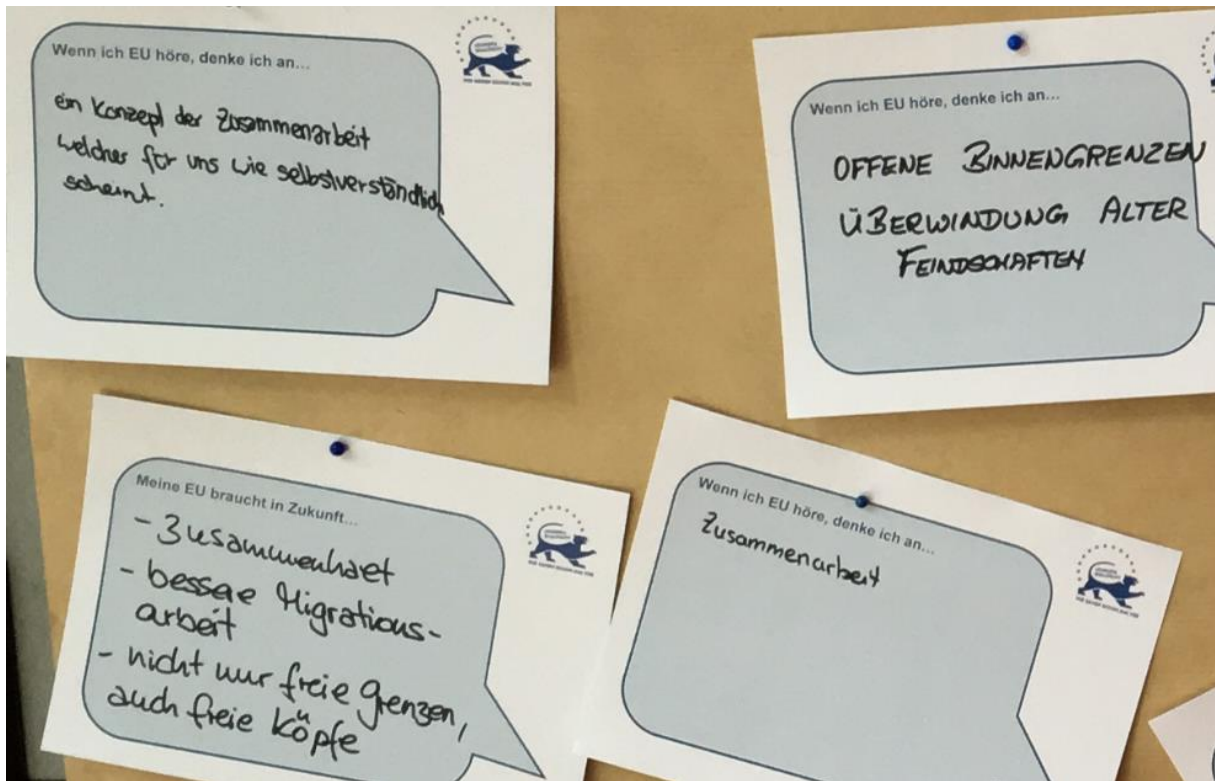 Wenn ich EU höre, denke ich an...
ein Konzept der Zusammenarbeit
welcher für uns wie selbstverständlich
scheint.
Wenn ich EU höre, denke ich an...
OFFENE BINNENGRENZEN
ÜBERWINDUNG ALTER
FEINDSCHAFTEN
Meine EU braucht in Zukunft...
- Zusammenhalt
- bessere Migrations-
arbeit
- nicht nur freie Grenzen,
auch freie Köpfe
Wenn ich EU höre, denke ich an...
Zusammenarbeit